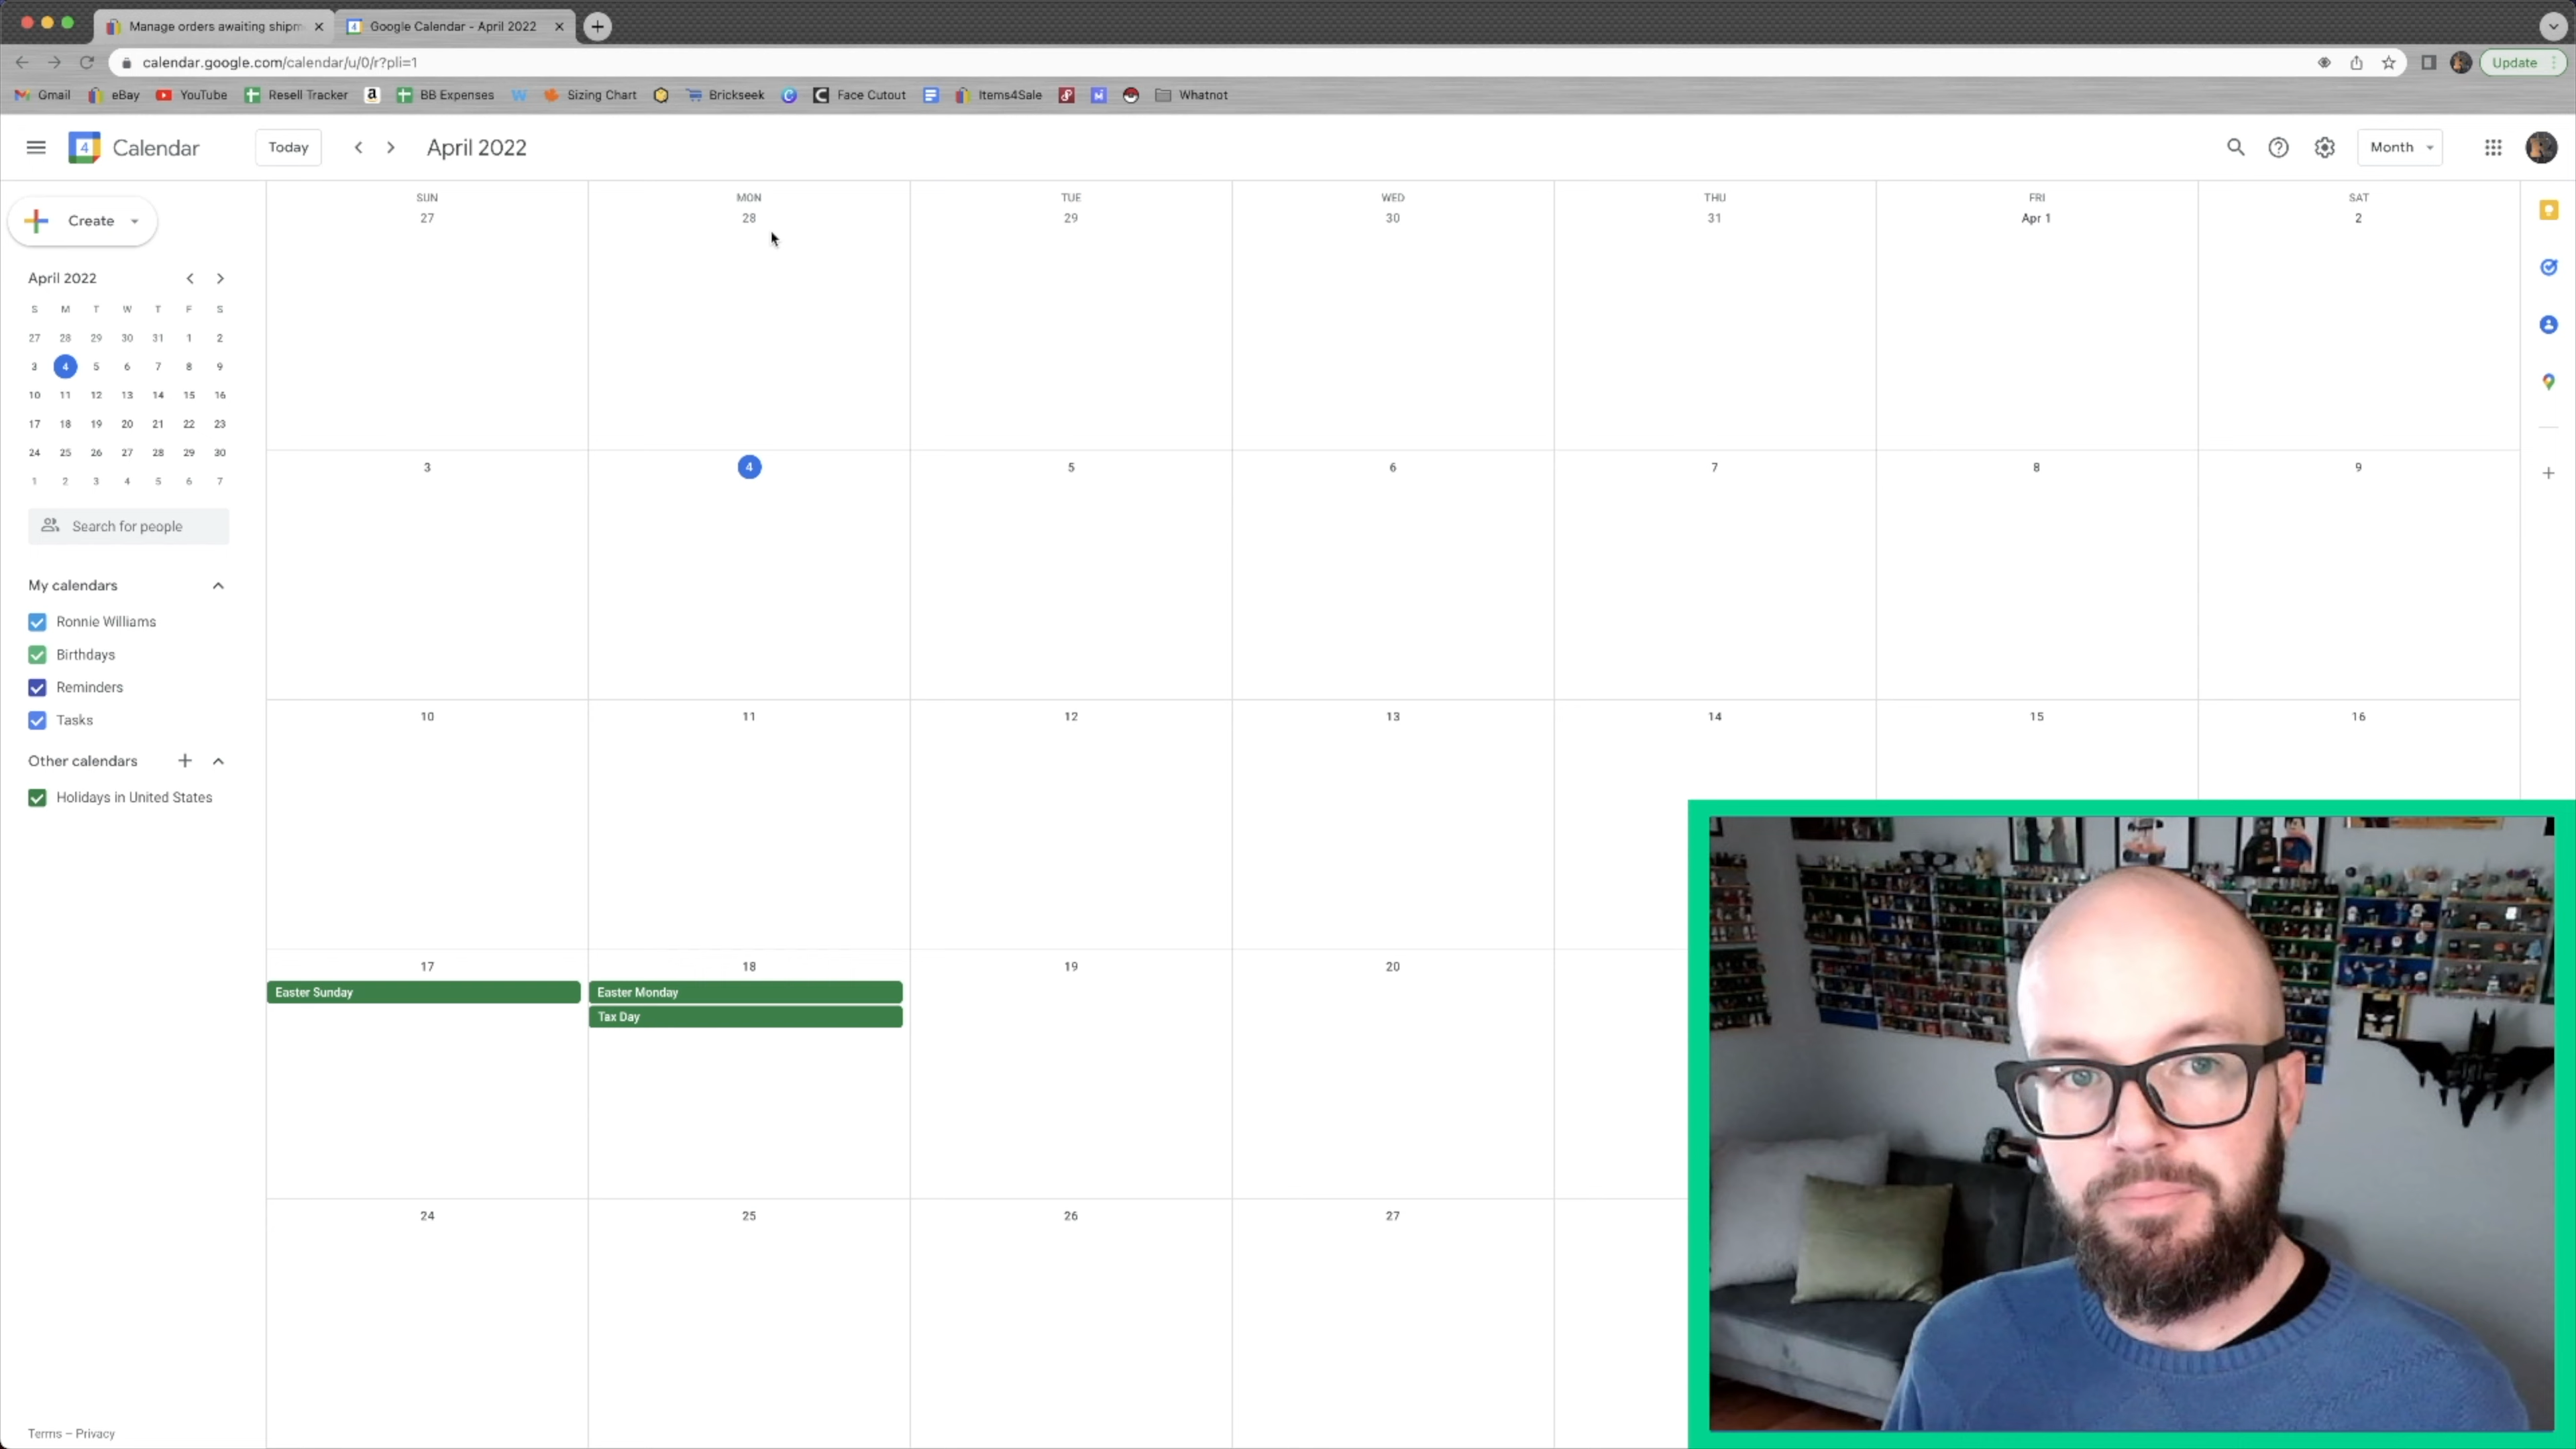 Manage orders awaiting shipm
Google Calendar - April 2022
calendar.google.com/calendar/u/0/r?pli=1
Update
Gmail eBay YouTube Resell Tracker a BB Expenses W Sizing Chart Brickseek Face Cutout Items4Sale Whatnot
4 Calendar Today April 2022 Month
Create
April 2022
S M T W T F S
27 28 29 30 31 1 2
3 4 5 6 7 8 9
10 11 12 13 14 15 16
17 18 19 20 21 22 23
24 25 26 27 28 29 30
1 2 3 4 5 6 7
Search for people
My calendars
Ronnie Williams
Birthdays
Reminders
Tasks
Other calendars
Holidays in United States
Terms – Privacy
SUN MON TUE WED THU FRI SAT
27 28 29 30 31 Apr 1 2
3 4 5 6 7 8 9
10 11 12 13 14 15 16
17 18 19 20
Easter Sunday Easter Monday
Tax Day
24 25 26 27